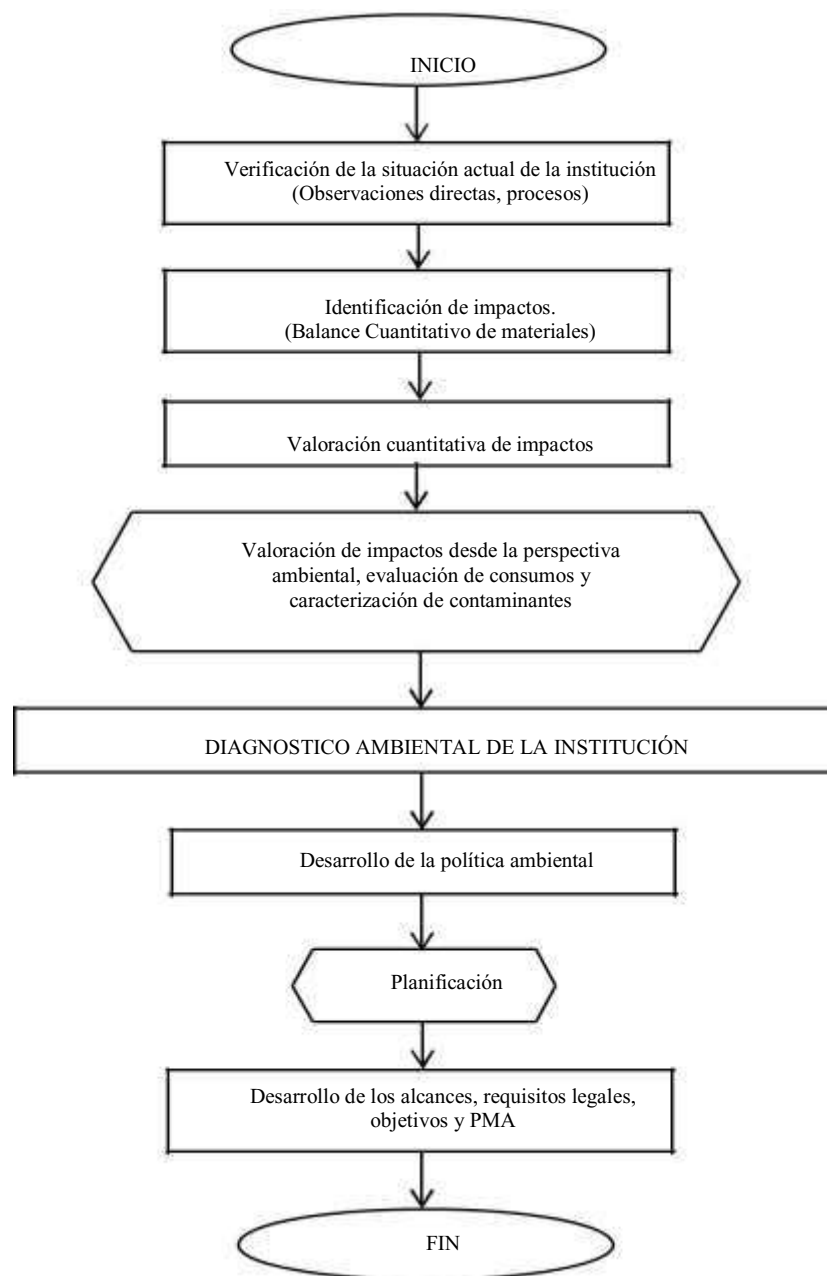 INICIO
Verificación de la situación actual de la institución
(Observaciones directas, procesos)
Identificación de impactos.
(Balance Cuantitativo de materiales)
Valoración cuantitativa de impactos
Valoración de impactos desde la perspectiva
ambiental, evaluación de consumos y
caracterización de contaminantes
DIAGNOSTICO AMBIENTAL DE LA INSTITUCIÓN
Desarrollo de la política ambiental
Planificación
Desarrollo de los alcances, requisitos legales,
objetivos y PMA
FIN